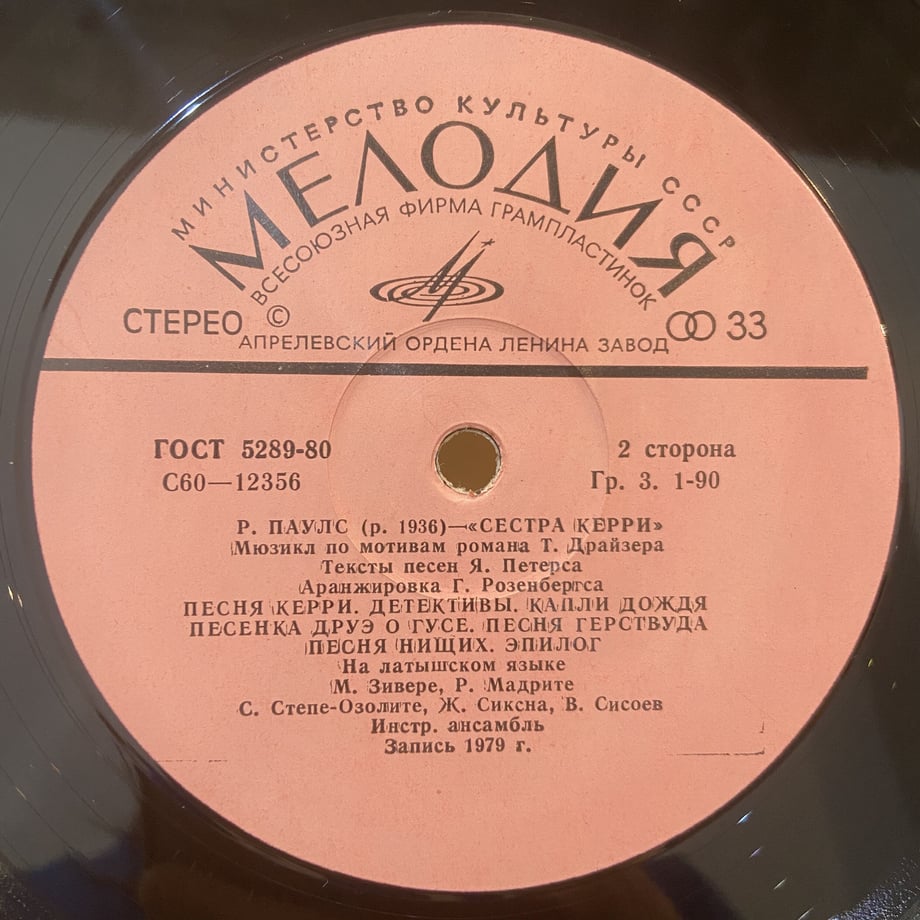 МИНИСТЕРСТВО КУЛЬТУРЫ СССР
МЕЛОДИЯ
ВСЕСОЮЗНАЯ ФИРМА ГРАМПЛАСТИНОК
СТЕРЕО © 33
АПРЕЛЕВСКИЙ ОРДЕНА ЛЕНИНА ЗАВОД
ГОСТ 5289-80 2 сторона
С60—12356 Гр. 3. 1-90
Р. ПАУЛС (р. 1936)—«СЕСТРА КЕРРИ»
Мюзикл по мотивам романа Т. Драйзера
Тексты песен Я. Петерса
Аранжировка Г. Розенбергса
ПЕСНЯ КЕРРИ. ДЕТЕКТИВЫ. КАПЛИ ДОЖДЯ
ПЕСЕНКА ДРУЭ О ГУСЕ. ПЕСНЯ ГЕРСТВУДА
ПЕСНЯ НИЩИХ. ЭПИЛОГ
На латышском языке
М. Зивере, Р. Мадрите
С. Степе-Озолите, Ж. Сиксна, В. Сисоев
Инстр. ансамбль
Запись 1979 г.